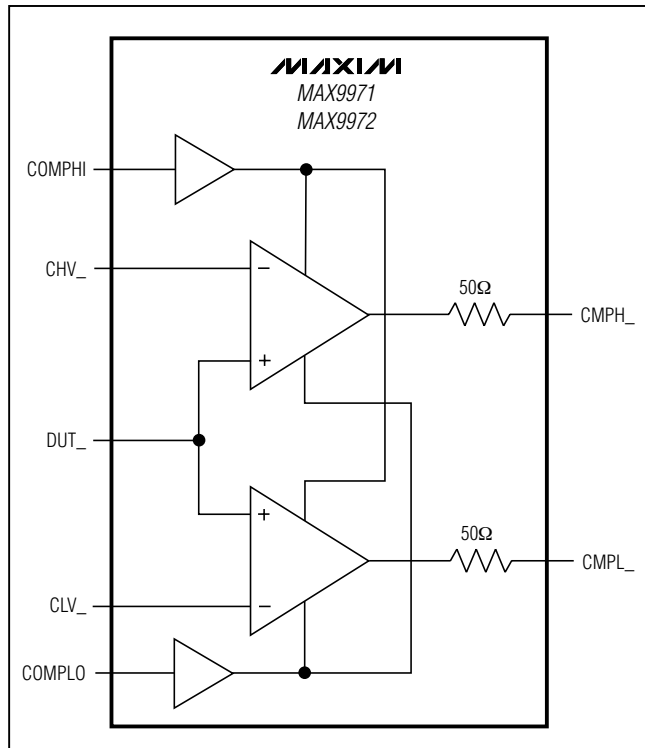 MAXIM
MAX9971
MAX9972
COMPHI
CHV_
−
50Ω
CMPH_
+
DUT_
+
50Ω
CMPL_
CLV_
−
COMPLO